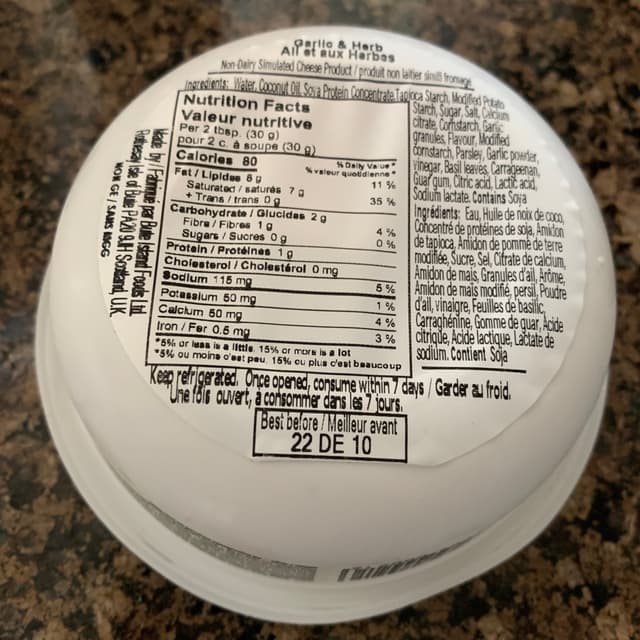 Garlic & Herb
Ail et aux Herbes
Non-Dairy Simulated Cheese Product / produit non laitier simili fromage
Ingredients: Water, Coconut Oil, Soya Protein Concentrate, Tapioca Starch, Modified Potato
Starch, Sugar, Salt, Calcium
citrate, Cornstarch, Garlic
granules, Flavour, Modified
cornstarch, Parsley, Garlic powder,
vinegar, Basil leaves, Carrageenan,
Guar gum, Citric acid, Lactic acid,
Sodium lactate. Contains Soya
Ingrédients: Eau, Huile de noix de coco,
Concentré de protéines de soja, Amidon
de tapioca, Amidon de pomme de terre
modifiée, Sucre, Sel, Citrate de calcium,
Amidon de maïs, Granules d'ail, Arôme,
Amidon de maïs modifié, persil, Poudre
d'ail, vinaigre, Feuilles de basilic,
Carraghénine, Gomme de guar, Acide
citrique, Acide lactique, Lactate de
sodium. Contient Soja
Nutrition Facts
Valeur nutritive
Per 2 tbsp. (30 g)
pour 2 c. à soupe (30 g)
Calories 80
% Daily Value*
% valeur quotidienne*
Fat / Lipides 8 g 11 %
Saturated / saturés 7 g
+ Trans / trans 0 g 35 %
Carbohydrate / Glucides 2 g
Fibre / Fibres 1 g 4 %
Sugars / Sucres 0 g 0 %
Protein / Protéines 1 g
Cholesterol / Cholestérol 0 mg
Sodium 115 mg 5 %
Potassium 50 mg 1 %
Calcium 50 mg 4 %
Iron / Fer 0.5 mg 3 %
*5% or less is a little, 15% or more is a lot
*5% ou moins c'est peu, 15% ou plus c'est beaucoup
Made by / Fabriqué par Bute Island Foods Ltd.
Rothesay Isle of Bute PA20 9JH Scotland U.K.
NON GE / SANS
Keep refrigerated. Once opened, consume within 7 days / Garder au froid.
Une fois ouvert, à consommer dans les 7 jours.
Best before / Meilleur avant
22 DE 10